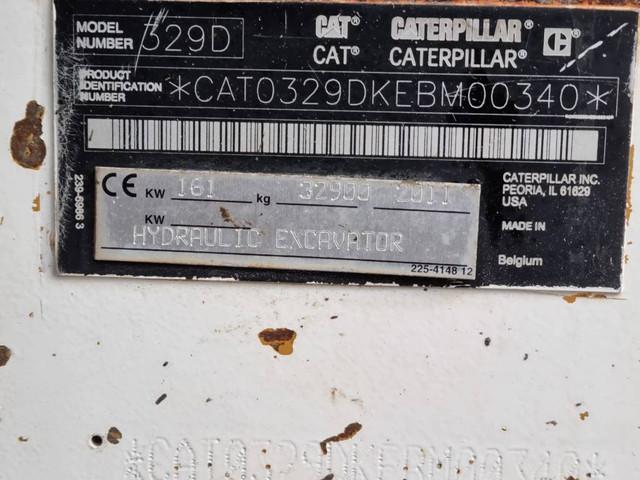 MODEL NUMBER 329D
CAT CATERPILLAR C
CAT® CATERPILLAR®
PRODUCT IDENTIFICATION NUMBER *CAT0329DKEBM00340*
239-6986 3
CE KW 161 kg 32900 2011
KW
HYDRAULIC EXCAVATOR
225-4148 12
CATERPILLAR INC.
PEORIA, IL 61629
USA
MADE IN
Belgium
*CAT0329DKEBM00340*